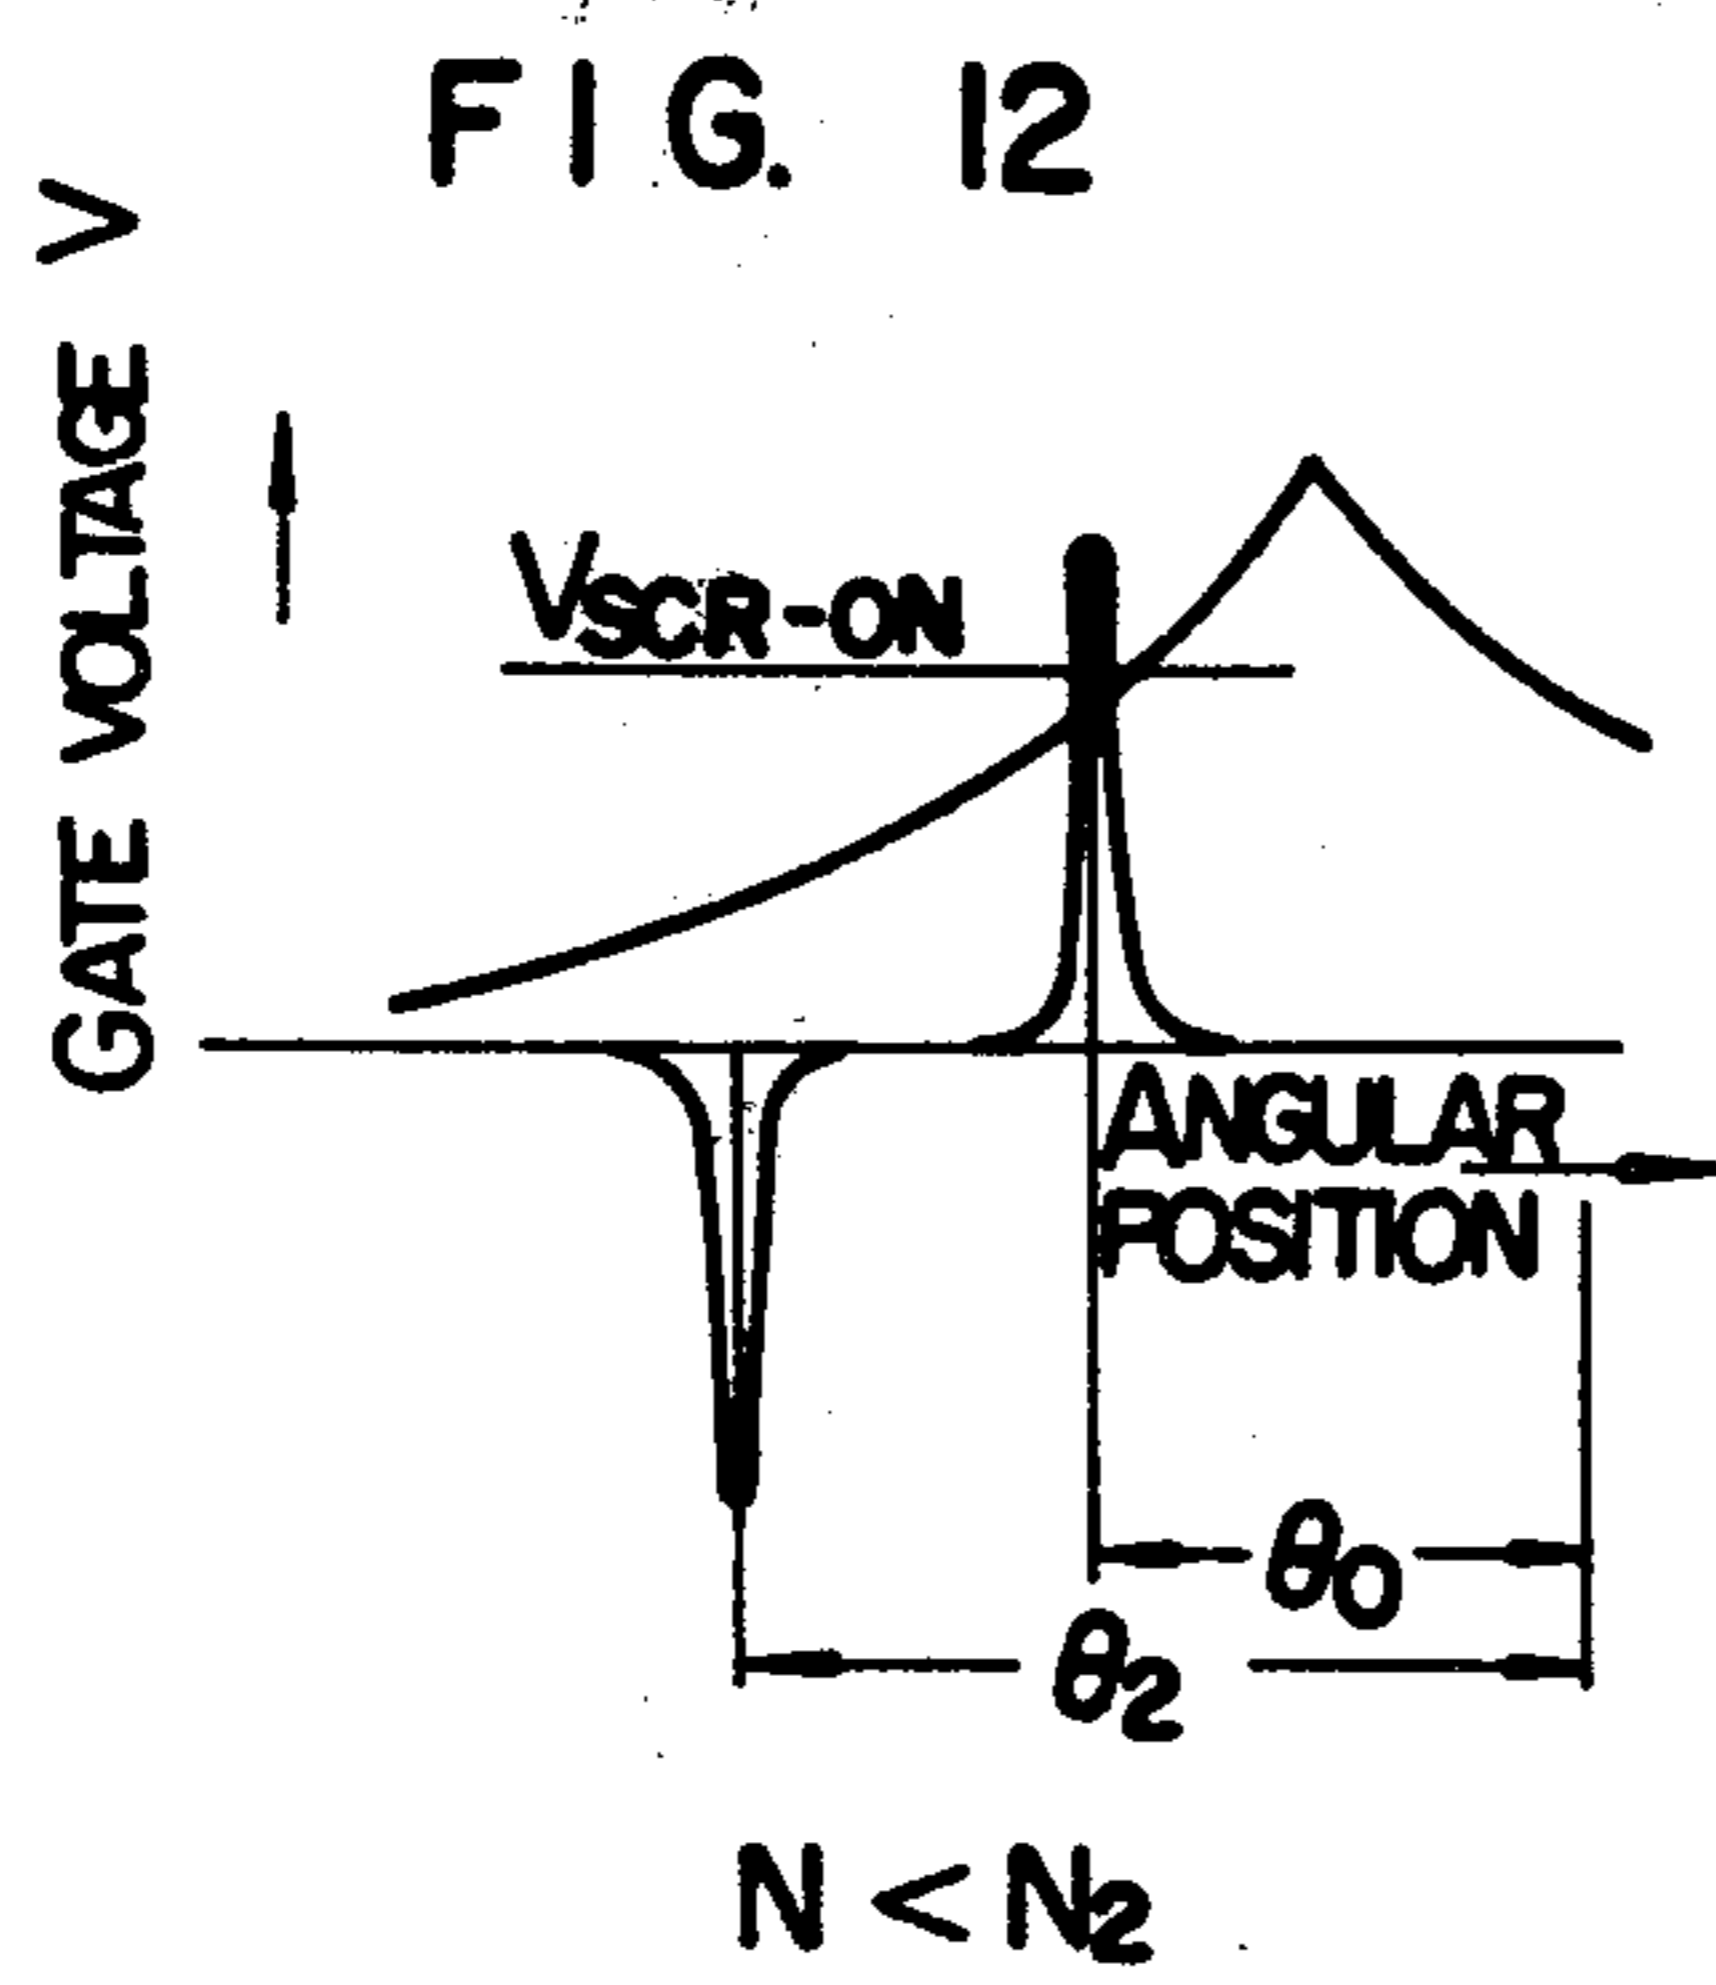 FIG. 12
GATE VOLTAGE V
VSCR-ON
ANGULAR
POSITION
θ0
θ2
N < N2